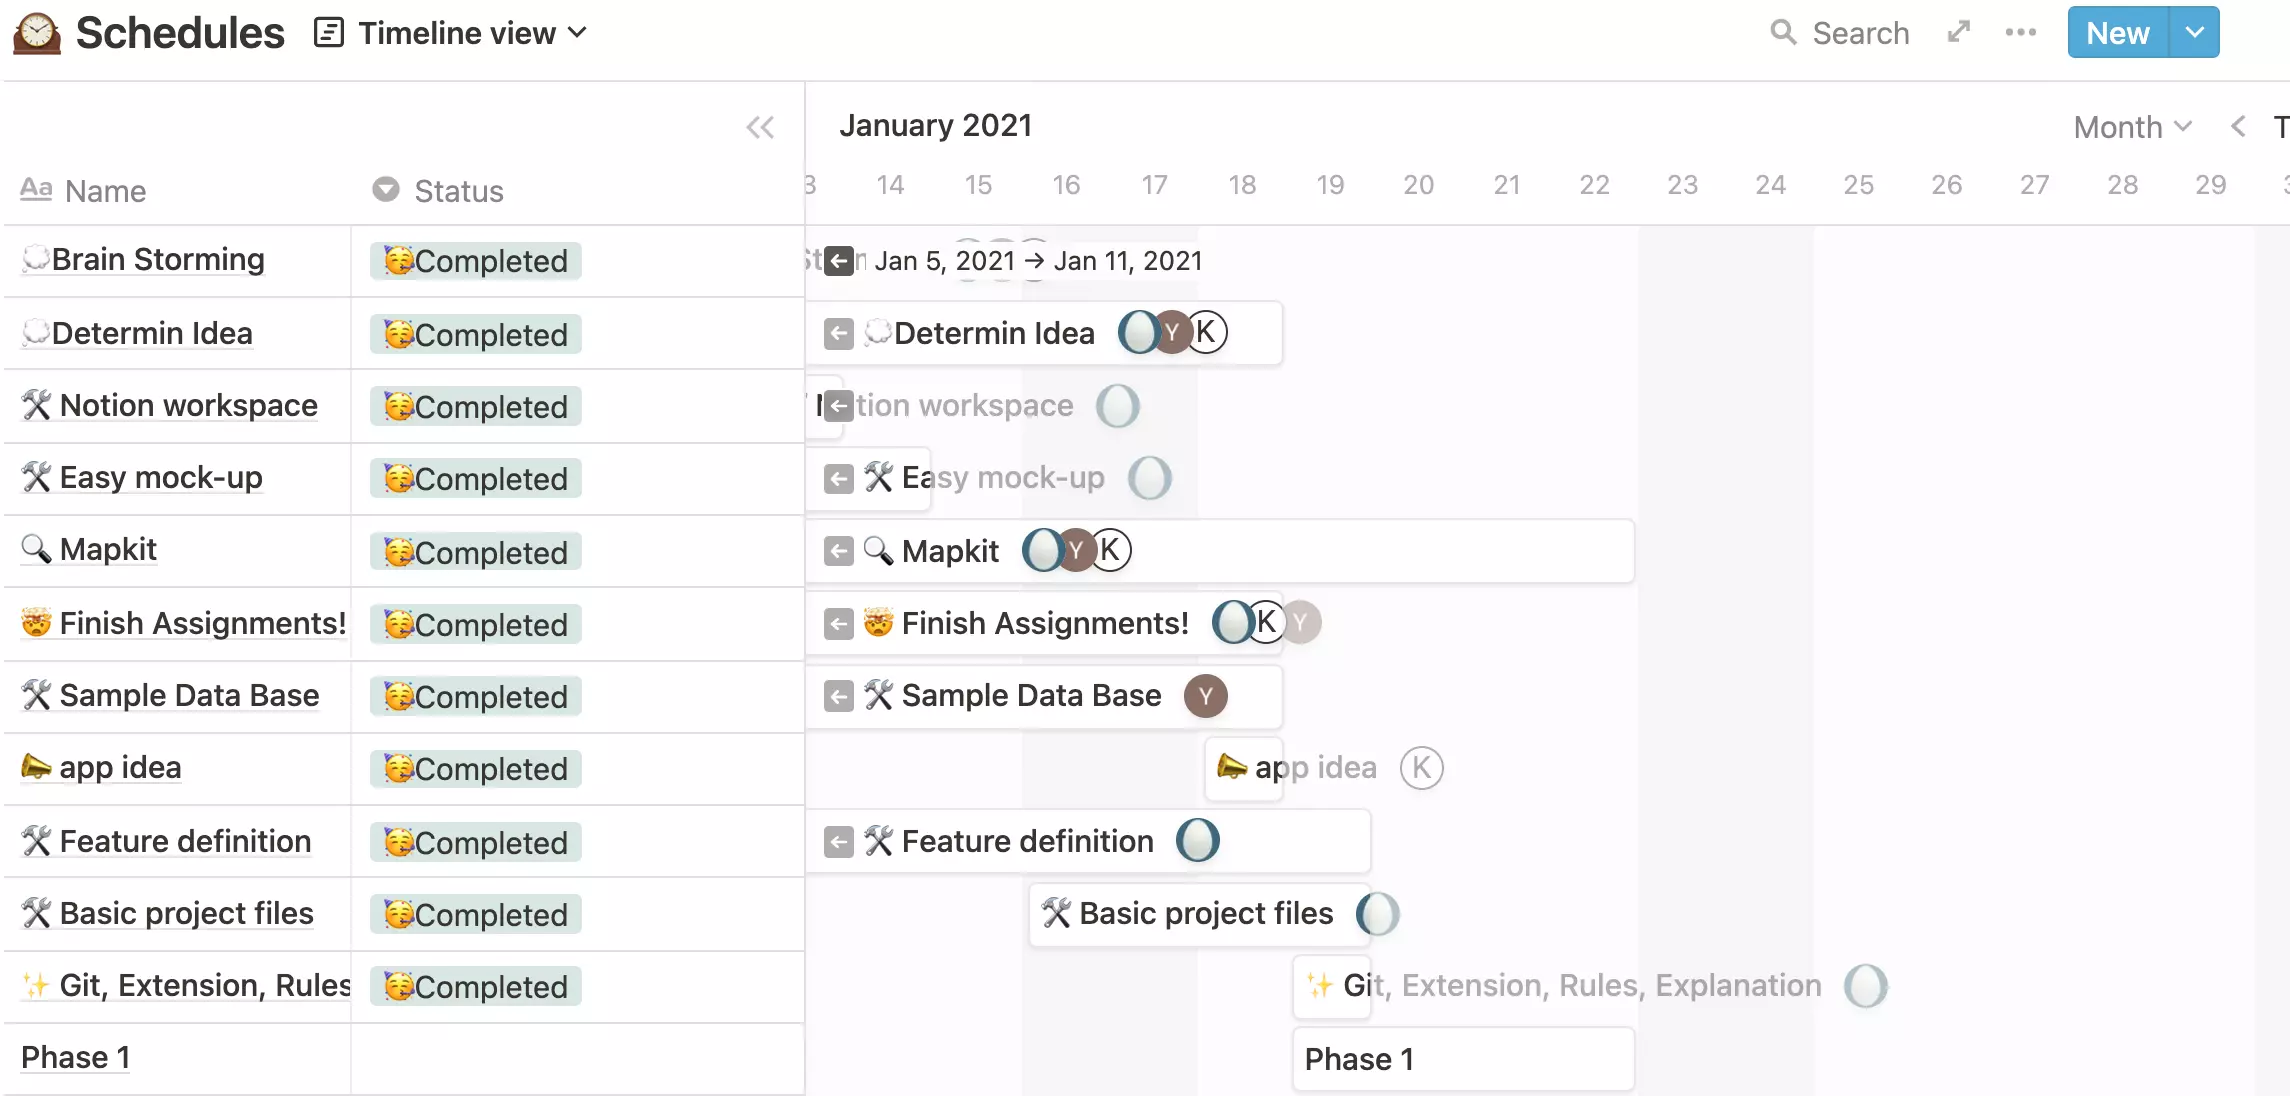 Schedules Timeline view Search New
January 2021 Month
Aa Name Status 14 15 16 17 18 19 20 21 22 23 24 25 26 27 28 29
Brain Storming Completed Jan 5, 2021 → Jan 11, 2021
Determin Idea Completed Determin Idea Y K
Notion workspace Completed Notion workspace
Easy mock-up Completed Easy mock-up
Mapkit Completed Mapkit Y K
Finish Assignments! Completed Finish Assignments! K Y
Sample Data Base Completed Sample Data Base Y
app idea Completed app idea K
Feature definition Completed Feature definition
Basic project files Completed Basic project files
Git, Extension, Rules Completed Git, Extension, Rules, Explanation
Phase 1 Phase 1